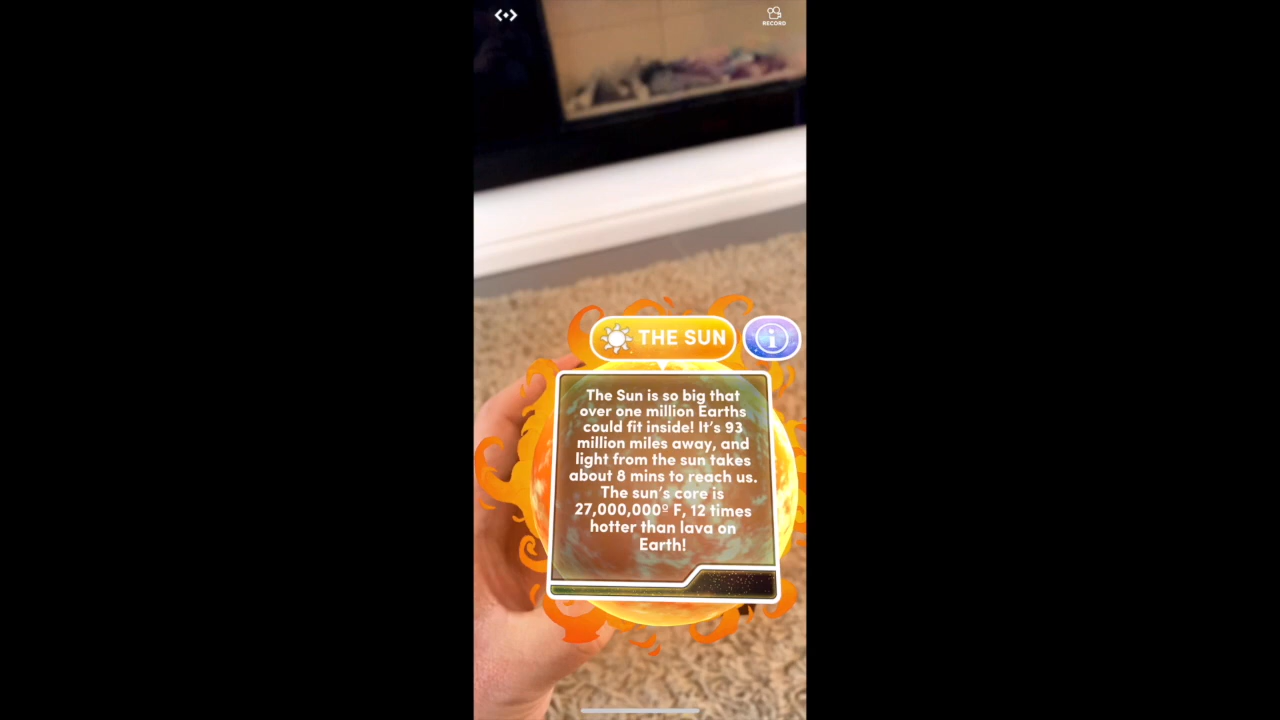 RECORD
THE SUN
The Sun is so big that
over one million Earths
could fit inside! It's 93
million miles away, and
light from the sun takes
about 8 mins to reach us.
The sun's core is
27,000,000º F, 12 times
hotter than lava on
Earth!